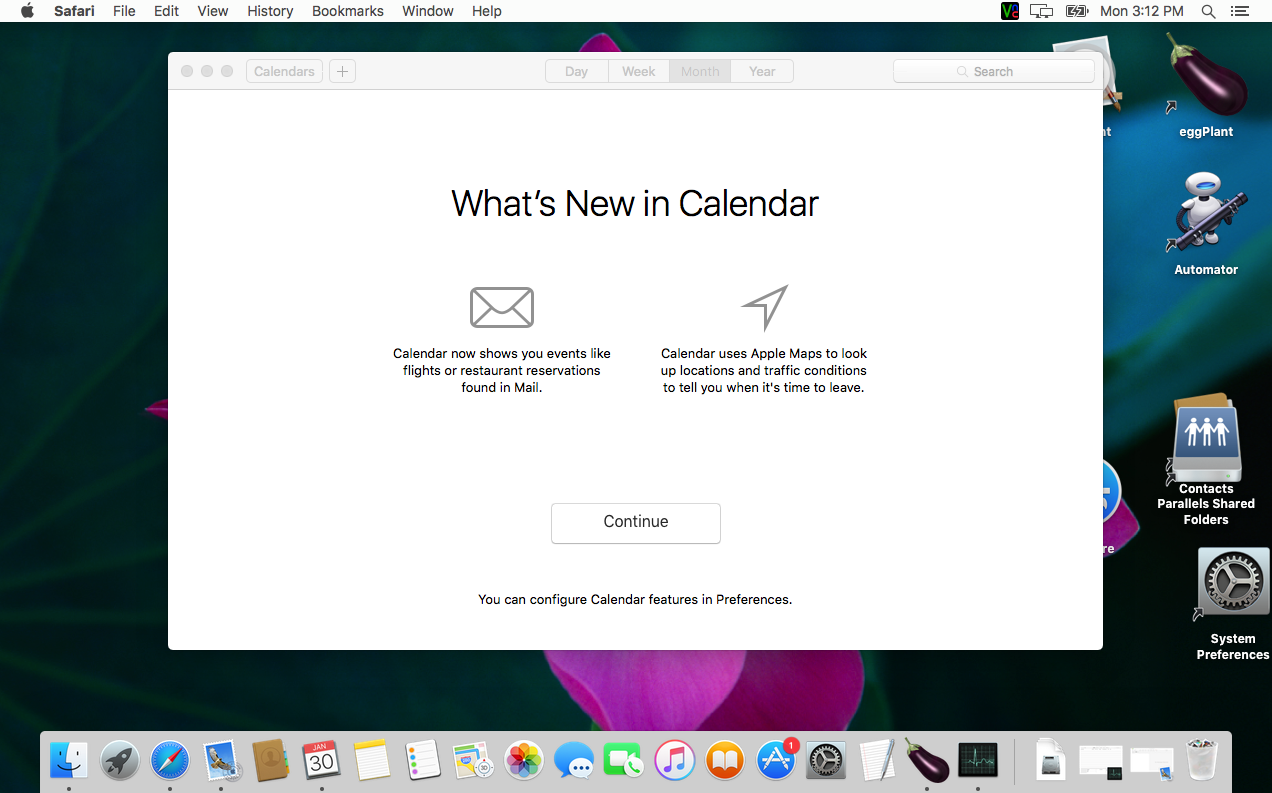 Safari File Edit View History Bookmarks Window Help Mon 3:12 PM
Calendars + Day Week Month Year Search
What's New in Calendar
Calendar now shows you events like
flights or restaurant reservations
found in Mail.
Calendar uses Apple Maps to look
up locations and traffic conditions
to tell you when it's time to leave.
Continue
You can configure Calendar features in Preferences.
eggPlant
Automator
Contacts
Parallels Shared
Folders
System
Preferences
JAN
30
1